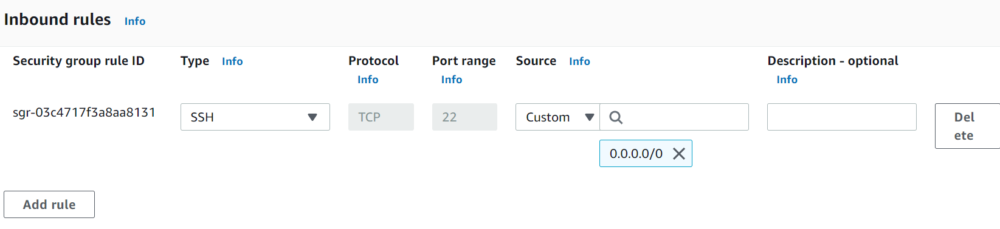 Inbound rules Info
Security group rule ID Type Info Protocol Port range Source Info Description - optional
Info Info Info
sgr-03c4717f3a8aa8131 SSH TCP 22 Custom Del
ete
0.0.0.0/0
Add rule